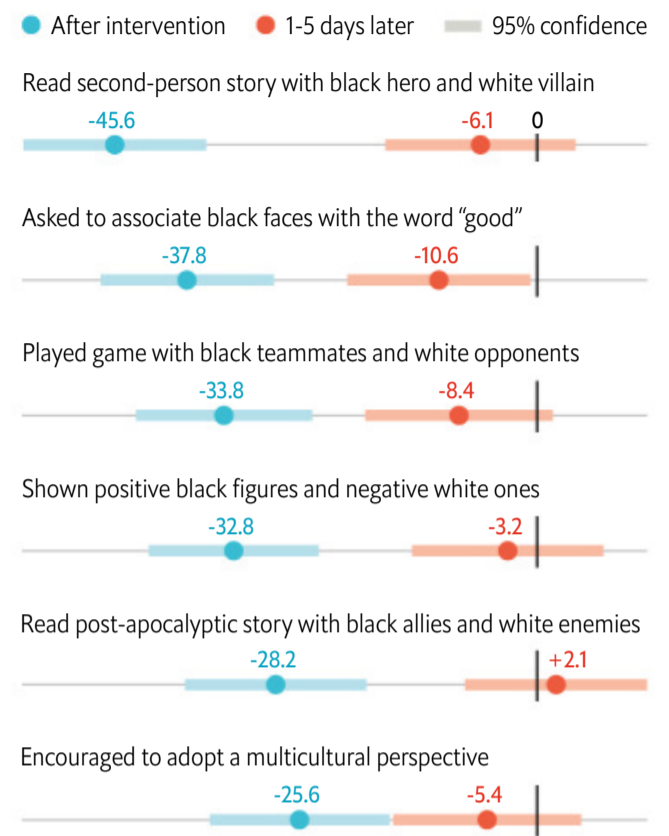 After intervention 1-5 days later 95% confidence
Read second-person story with black hero and white villain
-45.6 -6.1 0
Asked to associate black faces with the word “good”
-37.8 -10.6
Played game with black teammates and white opponents
-33.8 -8.4
Shown positive black figures and negative white ones
-32.8 -3.2
Read post-apocalyptic story with black allies and white enemies
-28.2 +2.1
Encouraged to adopt a multicultural perspective
-25.6 -5.4